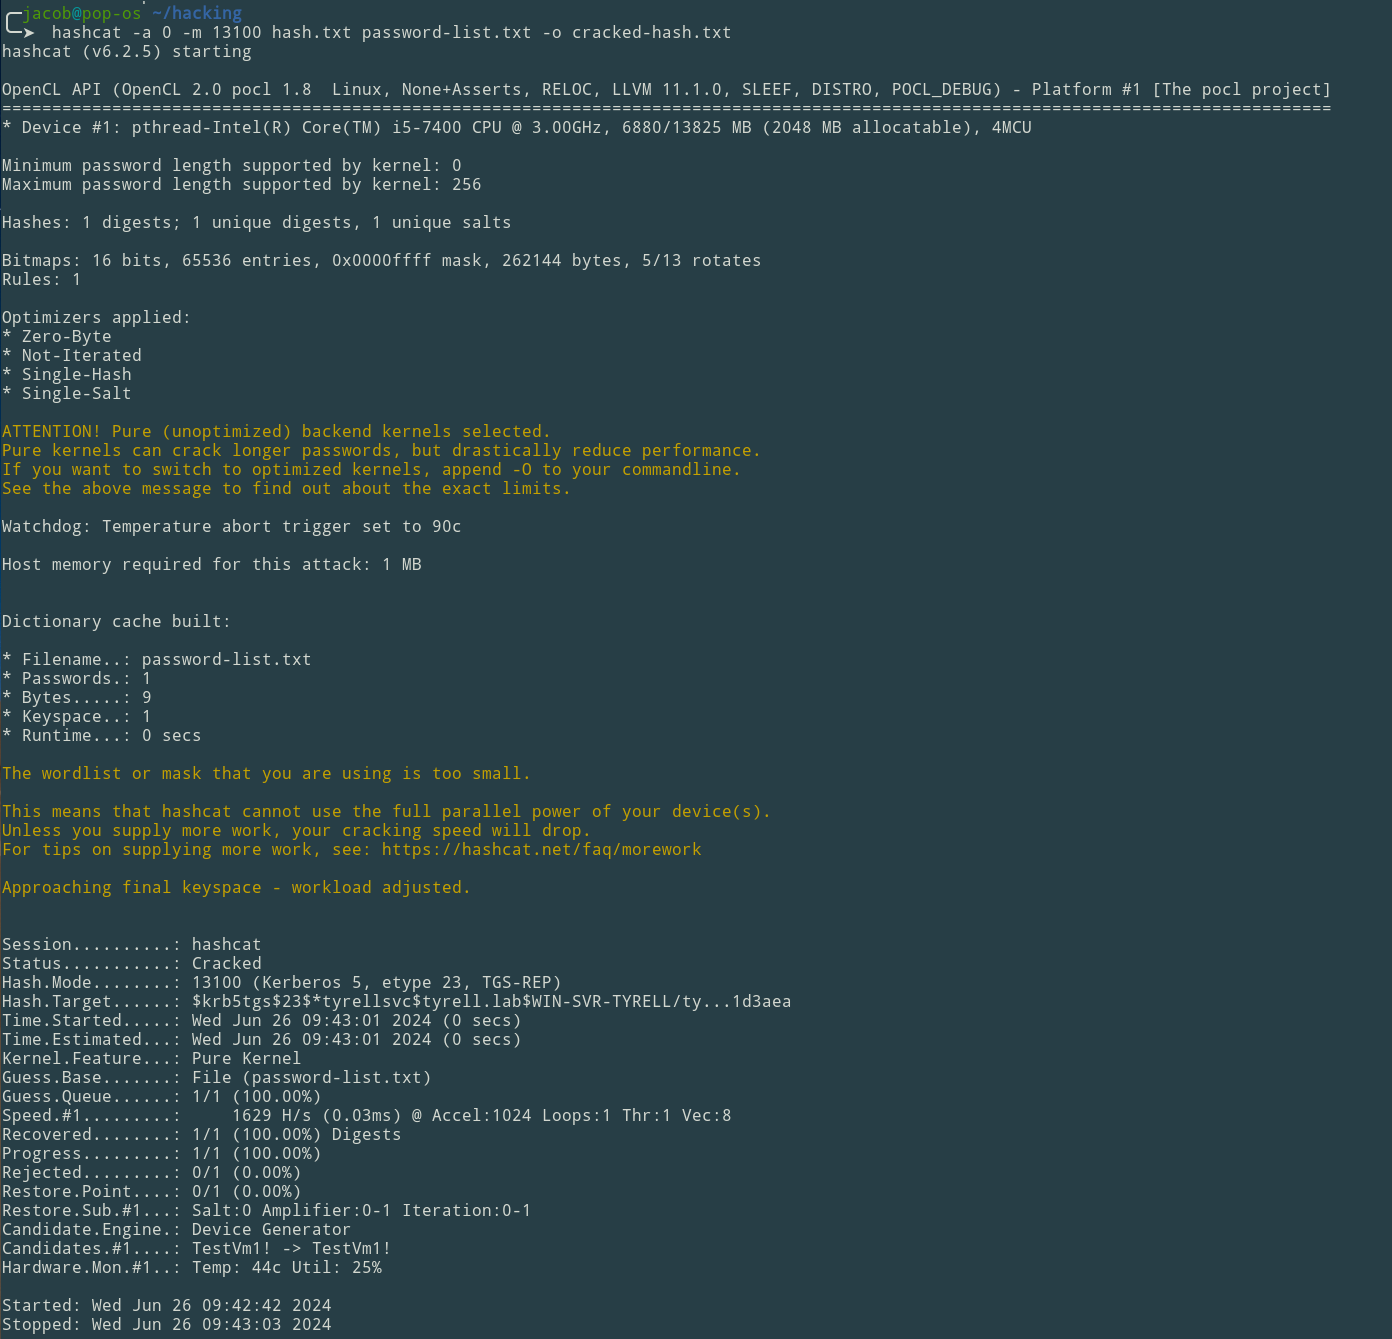 jacob@pop-os ~/hacking
➤ hashcat -a 0 -m 13100 hash.txt password-list.txt -o cracked-hash.txt
hashcat (v6.2.5) starting
OpenCL API (OpenCL 2.0 pocl 1.8  Linux, None+Asserts, RELOC, LLVM 11.1.0, SLEEF, DISTRO, POCL_DEBUG) - Platform #1 [The pocl project]
=====================================================================================================================================
* Device #1: pthread-Intel(R) Core(TM) i5-7400 CPU @ 3.00GHz, 6880/13825 MB (2048 MB allocatable), 4MCU
Minimum password length supported by kernel: 0
Maximum password length supported by kernel: 256
Hashes: 1 digests; 1 unique digests, 1 unique salts
Bitmaps: 16 bits, 65536 entries, 0x0000ffff mask, 262144 bytes, 5/13 rotates
Rules: 1
Optimizers applied:
* Zero-Byte
* Not-Iterated
* Single-Hash
* Single-Salt
ATTENTION! Pure (unoptimized) backend kernels selected.
Pure kernels can crack longer passwords, but drastically reduce performance.
If you want to switch to optimized kernels, append -O to your commandline.
See the above message to find out about the exact limits.
Watchdog: Temperature abort trigger set to 90c
Host memory required for this attack: 1 MB
Dictionary cache built:
* Filename..: password-list.txt
* Passwords.: 1
* Bytes.....: 9
* Keyspace..: 1
* Runtime...: 0 secs
The wordlist or mask that you are using is too small.
This means that hashcat cannot use the full parallel power of your device(s).
Unless you supply more work, your cracking speed will drop.
For tips on supplying more work, see: https://hashcat.net/faq/morework
Approaching final keyspace - workload adjusted.
Session..........: hashcat
Status...........: Cracked
Hash.Mode........: 13100 (Kerberos 5, etype 23, TGS-REP)
Hash.Target......: $krb5tgs$23$*tyrellsvc$tyrell.lab$WIN-SVR-TYRELL/ty...1d3aea
Time.Started.....: Wed Jun 26 09:43:01 2024 (0 secs)
Time.Estimated...: Wed Jun 26 09:43:01 2024 (0 secs)
Kernel.Feature...: Pure Kernel
Guess.Base.......: File (password-list.txt)
Guess.Queue......: 1/1 (100.00%)
Speed.#1.........:     1629 H/s (0.03ms) @ Accel:1024 Loops:1 Thr:1 Vec:8
Recovered........: 1/1 (100.00%) Digests
Progress.........: 1/1 (100.00%)
Rejected.........: 0/1 (0.00%)
Restore.Point....: 0/1 (0.00%)
Restore.Sub.#1...: Salt:0 Amplifier:0-1 Iteration:0-1
Candidate.Engine.: Device Generator
Candidates.#1....: TestVm1! -> TestVm1!
Hardware.Mon.#1..: Temp: 44c Util: 25%
Started: Wed Jun 26 09:42:42 2024
Stopped: Wed Jun 26 09:43:03 2024